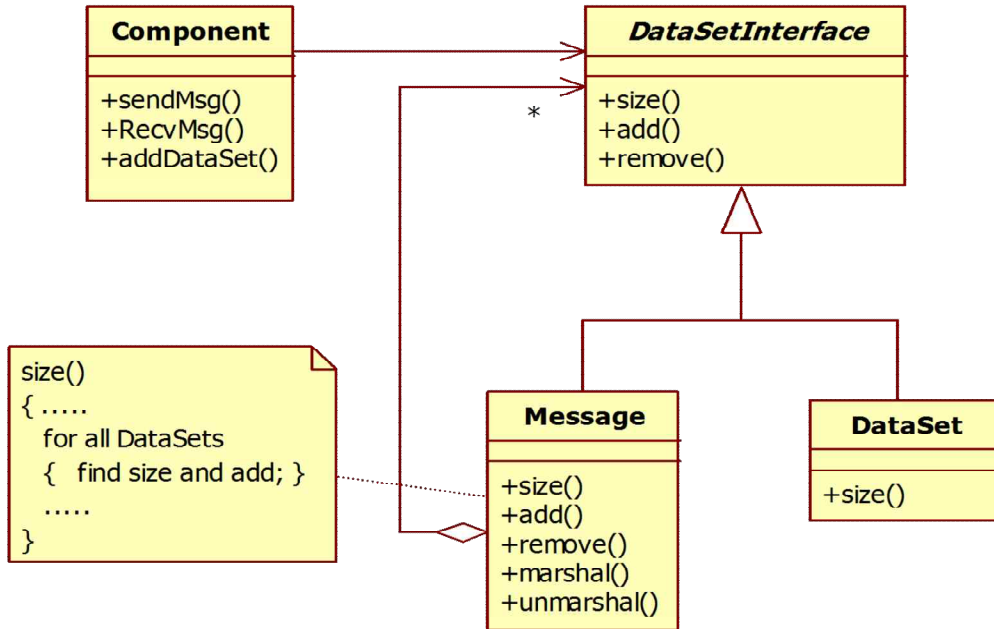 Component
+sendMsg()
+RecvMsg()
+addDataSet()
DataSetInterface
+size()
+add()
+remove()
*
size()
{ .....
for all DataSets
{ find size and add; }
.....
}
Message
+size()
+add()
+remove()
+marshal()
+unmarshal()
DataSet
+size()